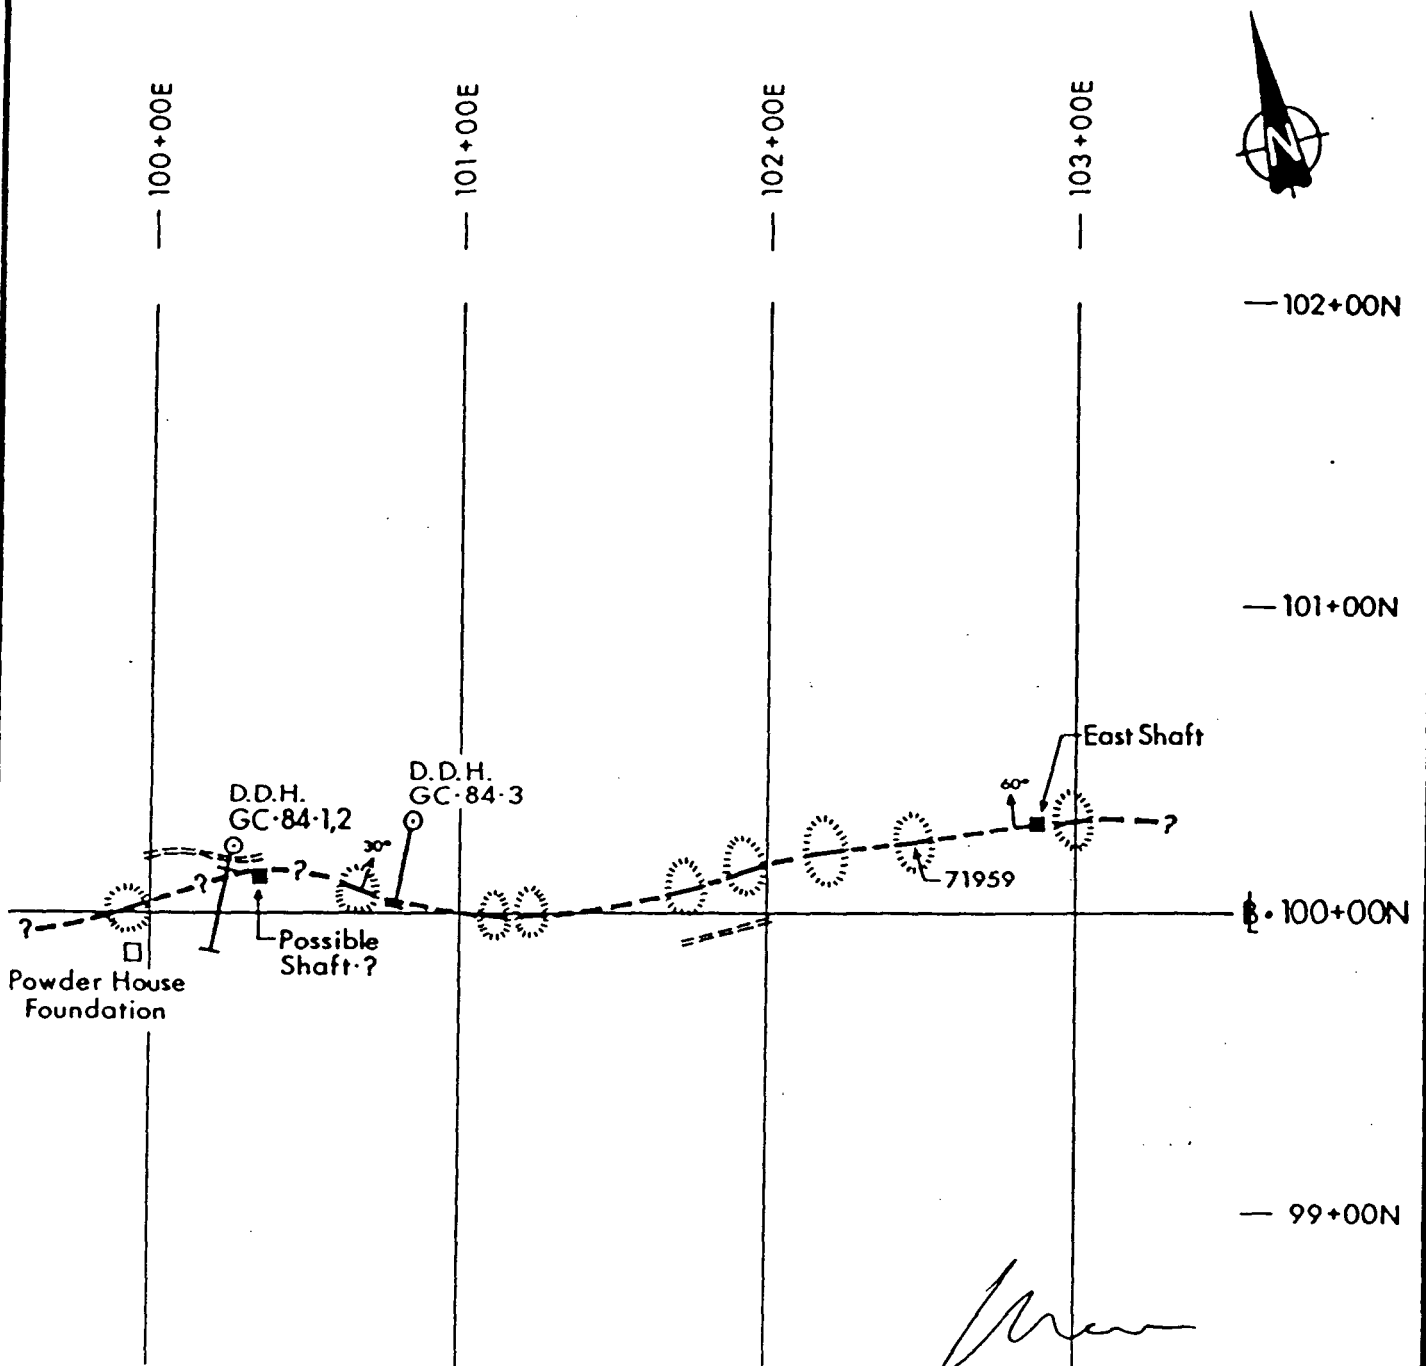 100+00E
101+00E
102+00E
103+00E
N
102+00N
101+00N
East Shaft
60°
D.D.H.
GC·84·3
D.D.H.
GC·84·1,2
30°
?
?
?
71959
100+00N
?
Possible
Shaft·?
Powder House
Foundation
99+00N